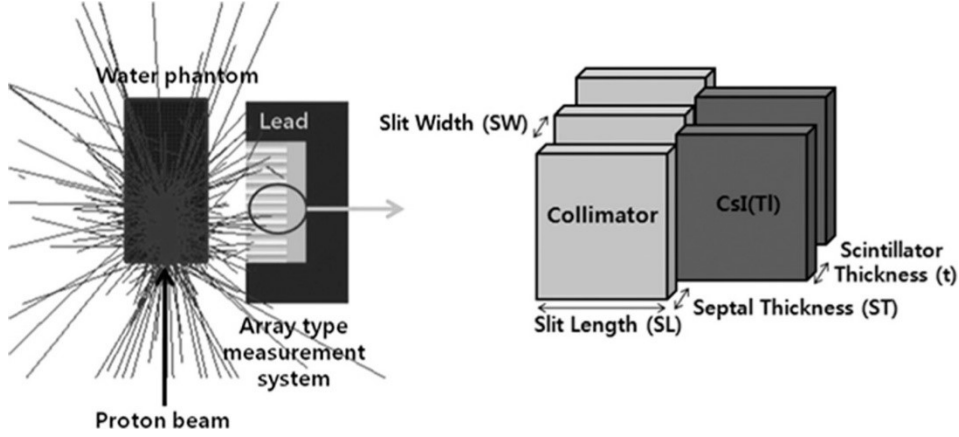 Water phantom
Lead
Array type
measurement
system
Proton beam
Slit Width (SW)
Collimator
CsI(Tl)
Scintillator
Thickness (t)
Septal Thickness (ST)
Slit Length (SL)